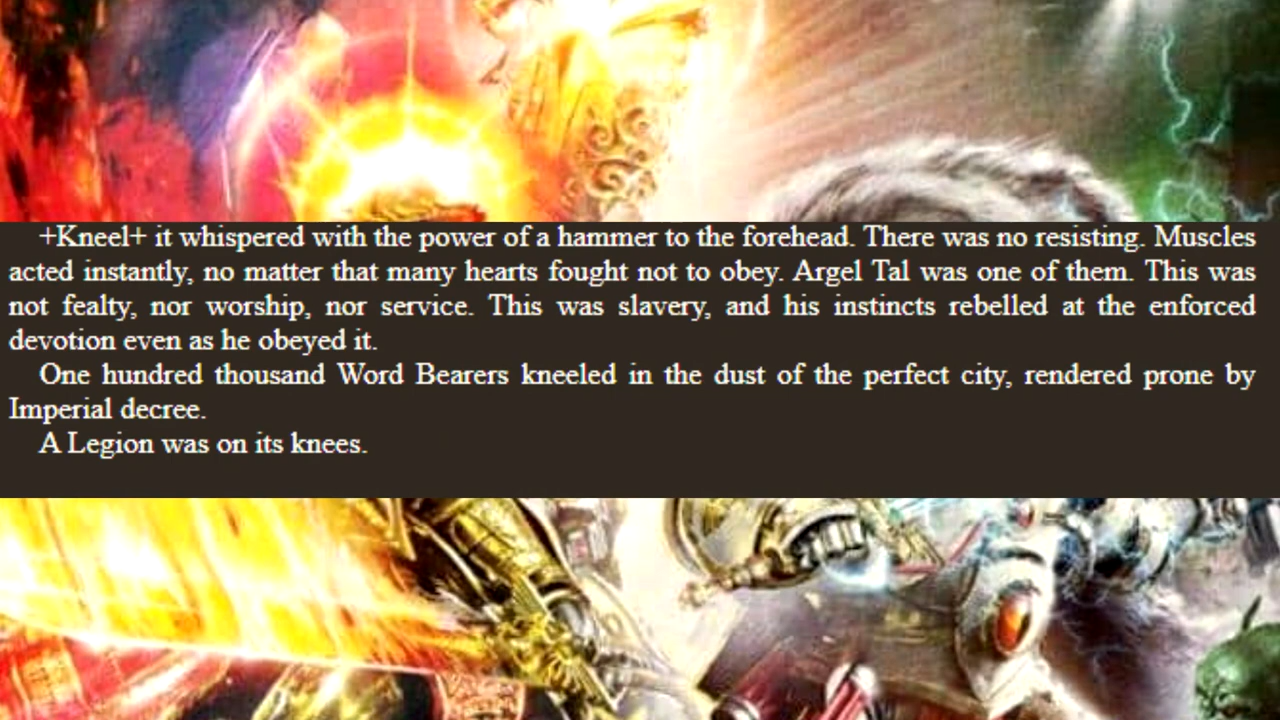 +Kneel+ it whispered with the power of a hammer to the forehead. There was no resisting. Muscles
acted instantly, no matter that many hearts fought not to obey. Argel Tal was one of them. This was
not fealty, nor worship, nor service. This was slavery, and his instincts rebelled at the enforced
devotion even as he obeyed it.
One hundred thousand Word Bearers kneeled in the dust of the perfect city, rendered prone by
Imperial decree.
A Legion was on its knees.